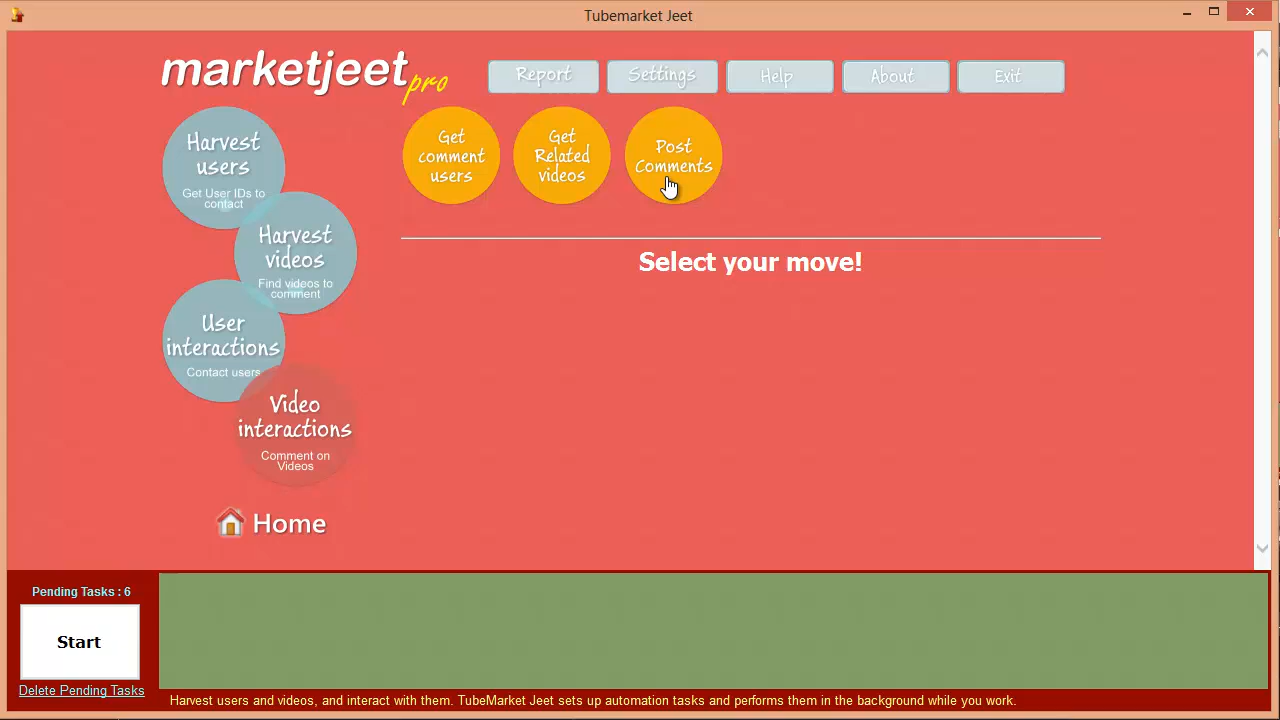 Tubemarket Jeet
marketjeet pro
Report
Settings
Help
About
Exit
Harvest
users
Get User IDs to
contact
Harvest
videos
Find videos to
comment
User
interactions
Contact users
Video
interactions
Comment on
Videos
Home
Get
comment
users
Get
Related
videos
Post
Comments
Select your move!
Pending Tasks : 6
Start
Delete Pending Tasks
Harvest users and videos, and interact with them. TubeMarket Jeet sets up automation tasks and performs them in the background while you work.